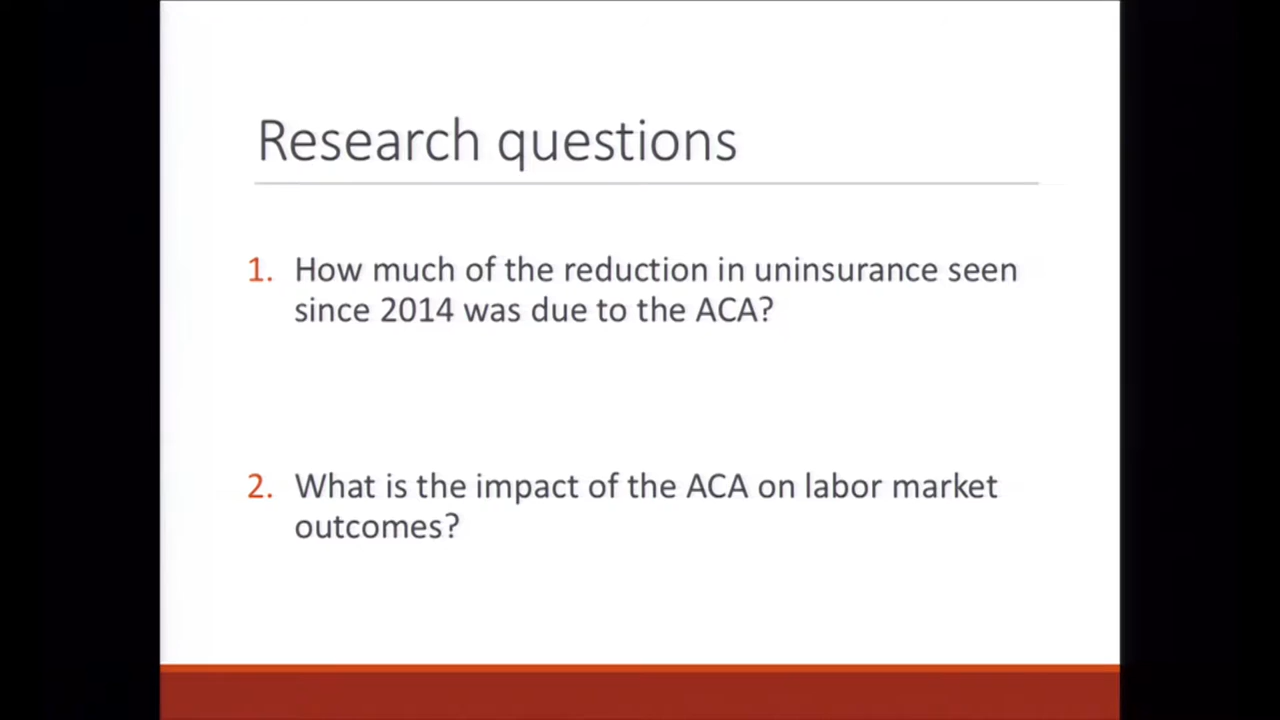 Research questions
1. How much of the reduction in uninsurance seen
since 2014 was due to the ACA?
2. What is the impact of the ACA on labor market
outcomes?